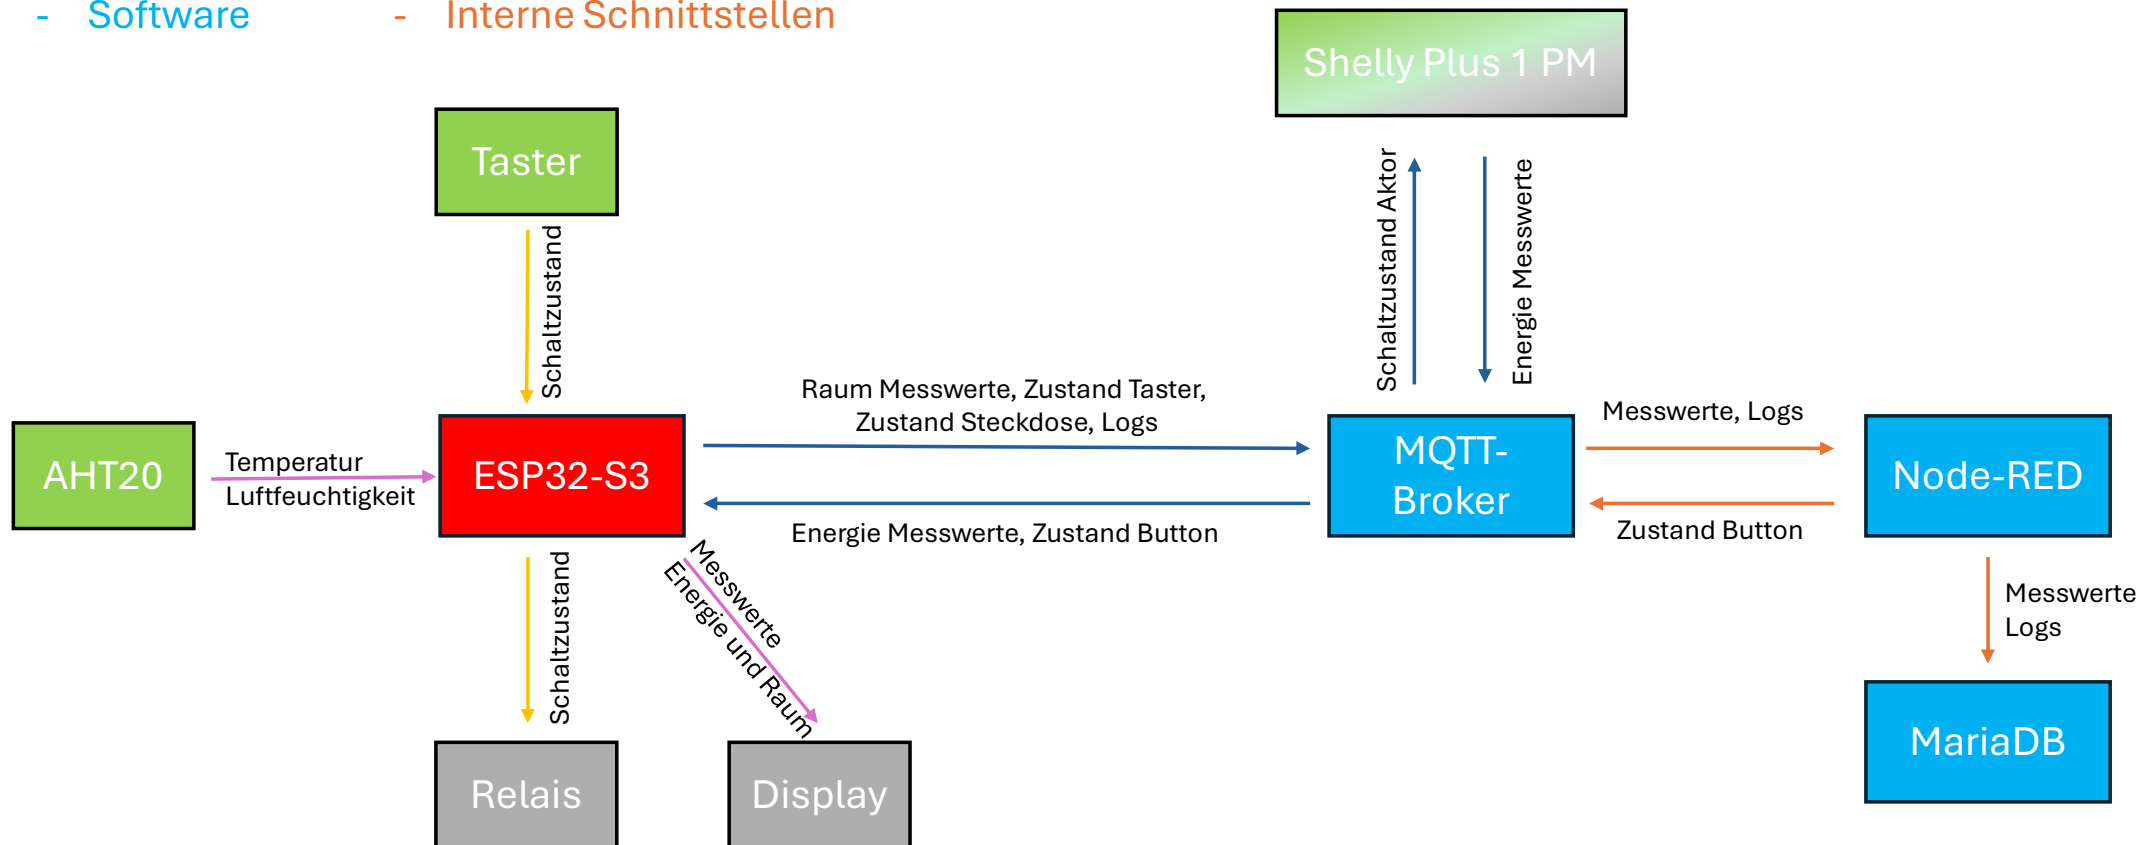 - Software
- Interne Schnittstellen
Shelly Plus 1 PM
Taster
Schaltzustand
Schaltzustand Aktor
Energie Messwerte
Raum Messwerte, Zustand Taster,
Zustand Steckdose, Logs
Messwerte, Logs
AHT20
Temperatur
Luftfeuchtigkeit
ESP32-S3
MQTT-
Broker
Node-RED
Energie Messwerte, Zustand Button
Zustand Button
Schaltzustand
Messwerte
Energie und Raum
Messwerte
Logs
Relais
Display
MariaDB